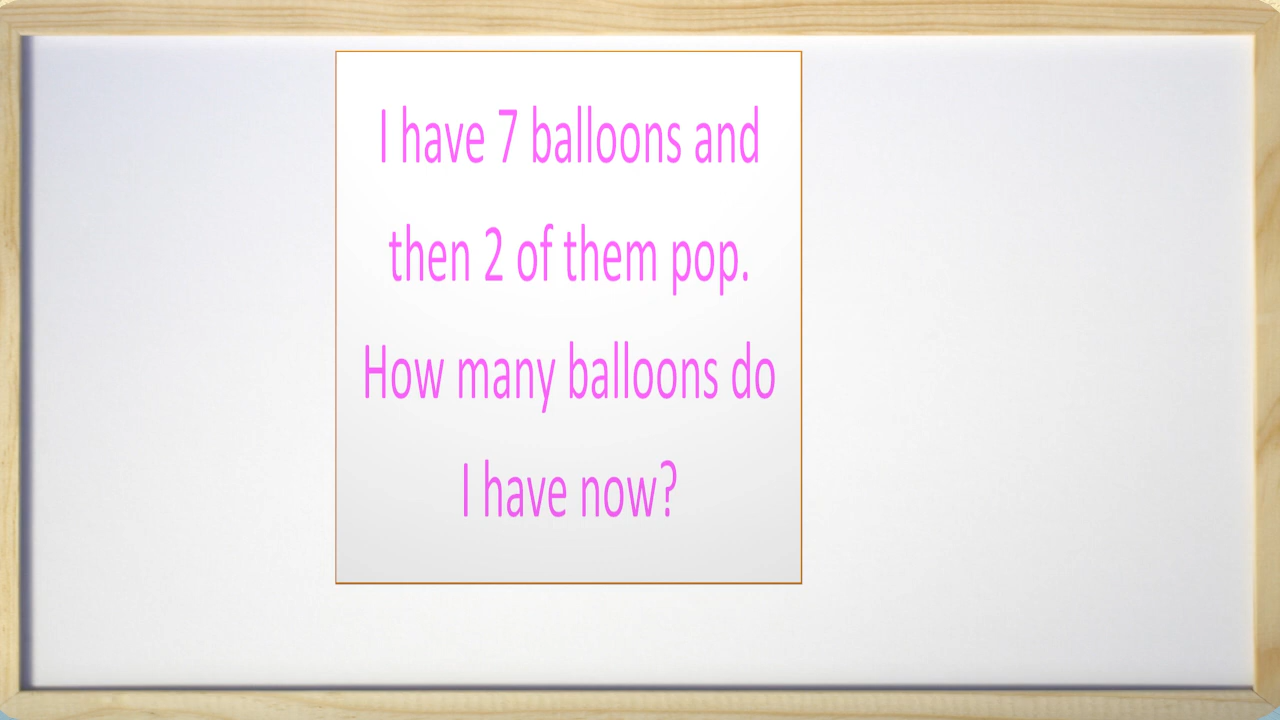 I have 7 balloons and
then 2 of them pop.
How many balloons do
I have now?